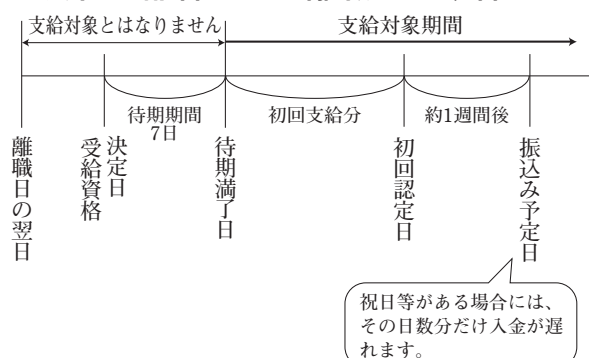 支給対象とはなりません
支給対象期間
待期期間
7日
初回支給分
約1週間後
離職日の翌日
受給資格
決定日
待期満了日
初回認定日
振込み予定日
祝日等がある場合には、
その日数分だけ入金が遅
れます。